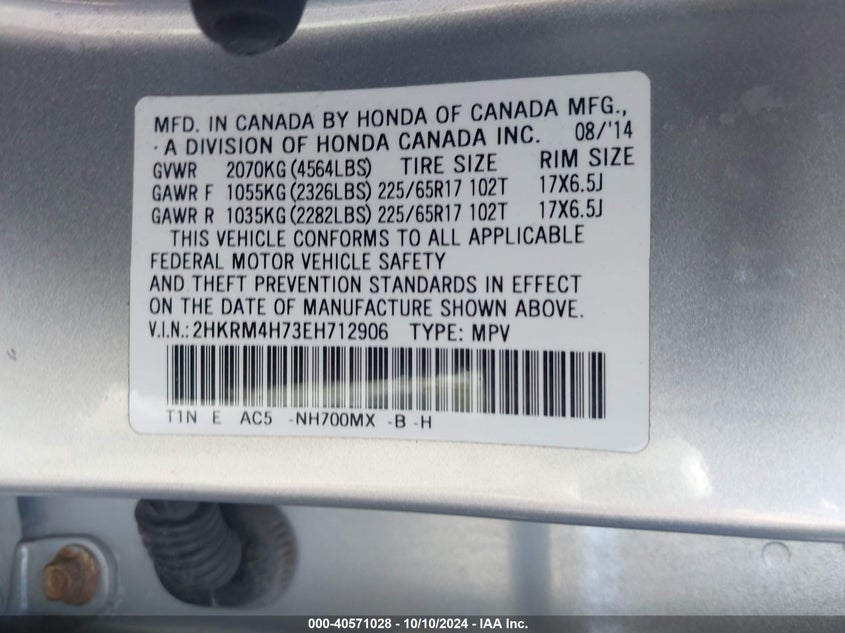 MFD. IN CANADA BY HONDA OF CANADA MFG.,
A DIVISION OF HONDA CANADA INC. 08/'14
GVWR 2070KG (4564LBS) TIRE SIZE RIM SIZE
GAWR F 1055KG (2326LBS) 225/65R17 102T 17X6.5J
GAWR R 1035KG (2282LBS) 225/65R17 102T 17X6.5J
THIS VEHICLE CONFORMS TO ALL APPLICABLE
FEDERAL MOTOR VEHICLE SAFETY
AND THEFT PREVENTION STANDARDS IN EFFECT
ON THE DATE OF MANUFACTURE SHOWN ABOVE.
V.I.N.: 2HKRM4H73EH712906 TYPE: MPV
T1N E AC5 -NH700MX -B -H
000-40571028 - 10/10/2024 - IAA Inc.